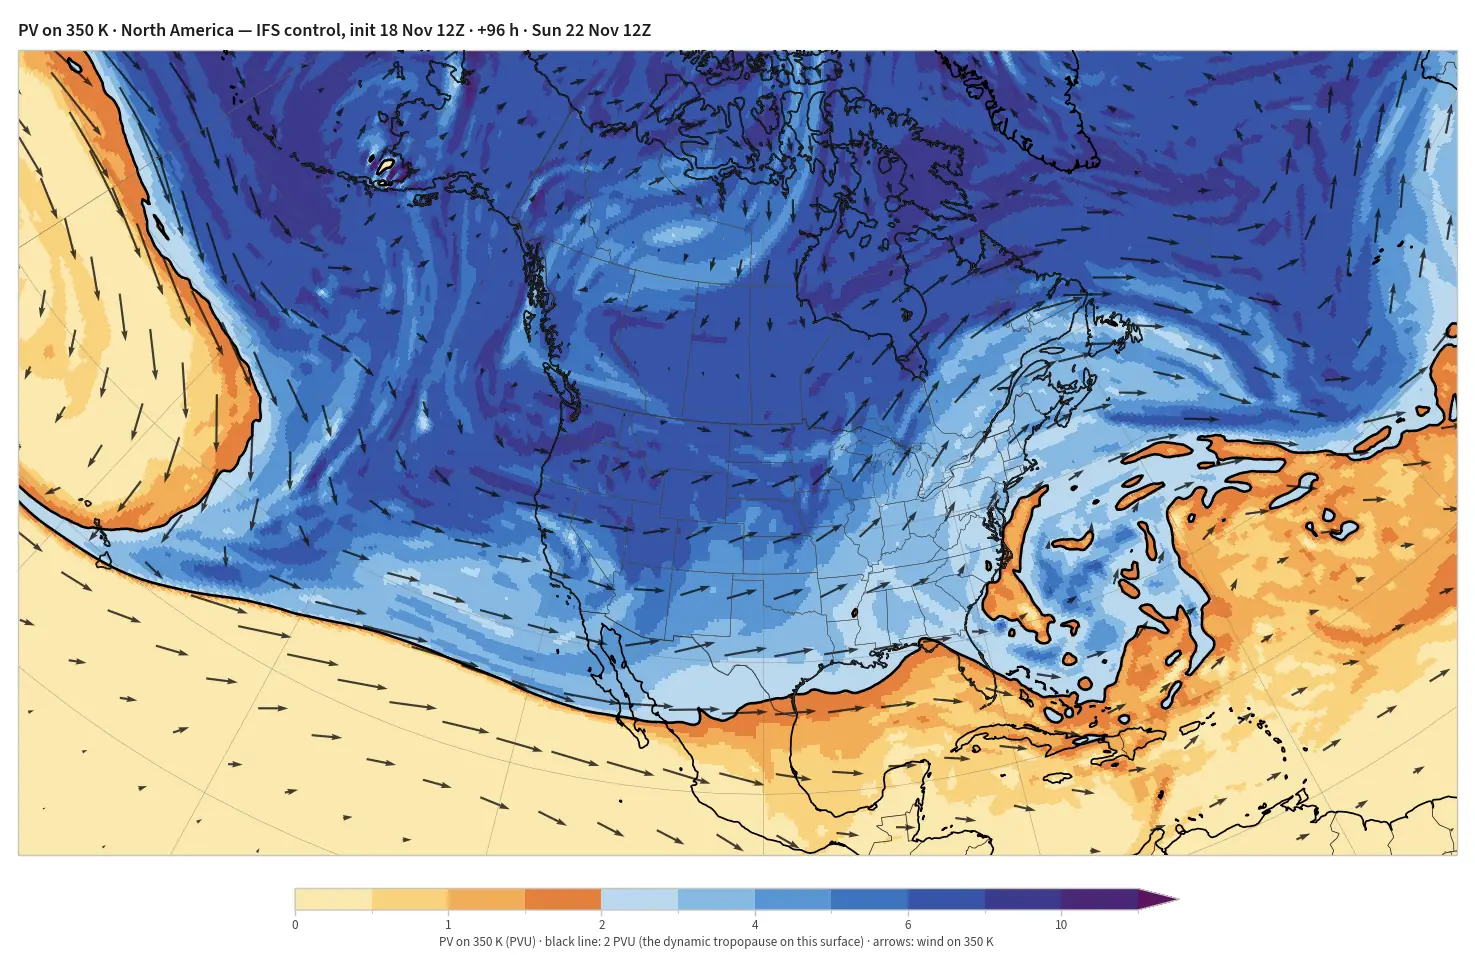 PV on 350 K · North America — IFS control, init 18 Nov 12Z · +96 h · Sun 22 Nov 12Z
0 1 2 4 6 10
PV on 350 K (PVU) · black line: 2 PVU (the dynamic tropopause on this surface) · arrows: wind on 350 K